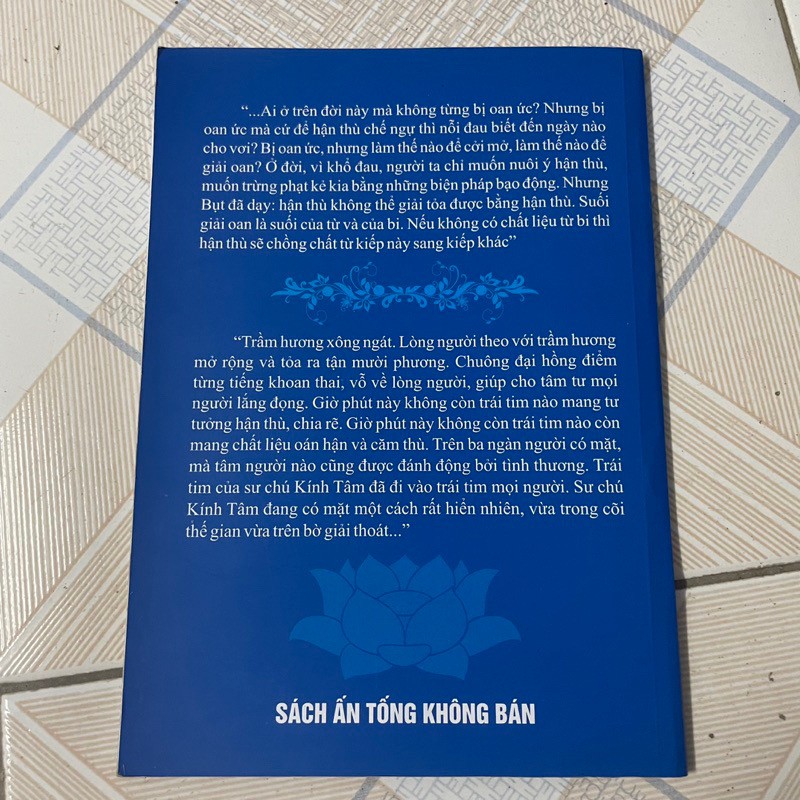 “...Ai ở trên đời này mà không từng bị oan ức? Nhưng bị
oan ức mà cứ để hận thù chế ngự thì nỗi đau biết đến ngày nào
cho vơi? Bị oan ức, nhưng làm thế nào để cởi mở, làm thế nào để
giải oan? Ở đời, vì khổ đau, người ta chỉ muốn nuôi ý hận thù,
muốn trừng phạt kẻ kia bằng những biện pháp bạo động. Nhưng
Bụt đã dạy: hận thù không thể giải tỏa được bằng hận thù. Suối
giải oan là suối của từ và của bi. Nếu không có chất liệu từ bi thì
hận thù sẽ chồng chất từ kiếp này sang kiếp khác”
“Trầm hương xông ngát. Lòng người theo với trầm hương
mở rộng và tỏa ra tận mười phương. Chuông đại hồng điểm
từng tiếng khoan thai, vỗ về lòng người, giúp cho tâm tư mọi
người lắng đọng. Giờ phút này không còn trái tim nào mang tư
tưởng hận thù, chia rẽ. Giờ phút này không còn trái tim nào còn
mang chất liệu oán hận và căm thù. Trên ba ngàn người có mặt,
mà tâm người nào cũng được đánh động bởi tình thương. Trái
tim của sư chú Kính Tâm đã đi vào trái tim mọi người. Sư chú
Kính Tâm đang có mặt một cách rất hiển nhiên, vừa trong cõi
thế gian vừa trên bờ giải thoát...”
SÁCH ẤN TỐNG KHÔNG BÁN